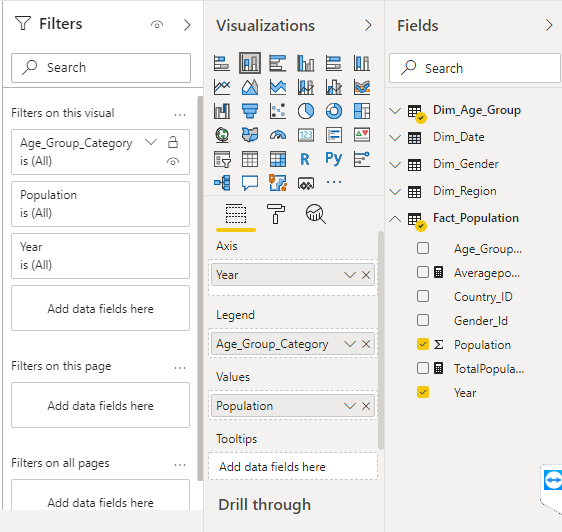 Filters
Search
Filters on this visual
...
Age_Group_Category
is (All)
Population
is (All)
Year
is (All)
Add data fields here
Filters on this page
...
Add data fields here
Filters on all pages
...
Add data fields here
Visualizations
123
R
Py
...
Axis
Year
Legend
Age_Group_Category
Values
Population
Tooltips
Add data fields here
Drill through
Fields
Search
Dim_Age_Group
Dim_Date
Dim_Gender
Dim_Region
Fact_Population
Age_Group...
Averagepo...
Country_ID
Gender_Id
Σ Population
TotalPopula...
Year